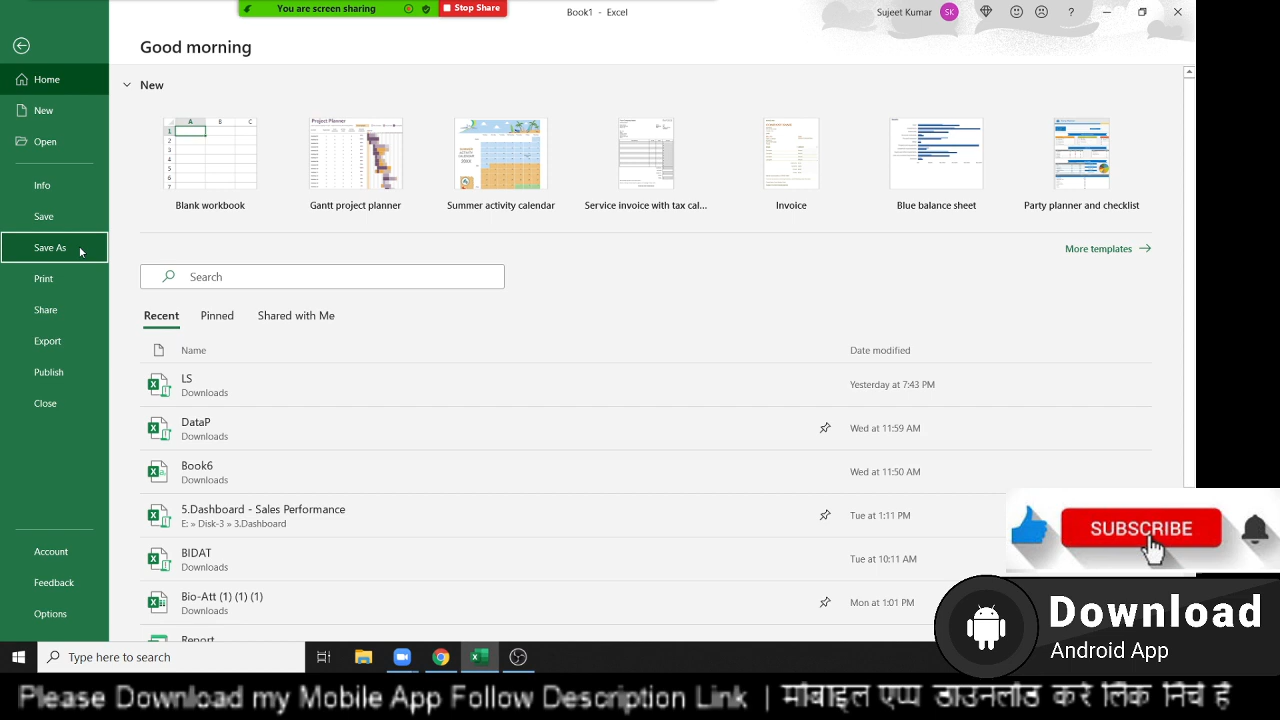 You are screen sharing
Stop Share
Book1 - Excel
Sujeet Kumar
SK
?
Good morning
Home
New
Open
Info
Save
Save As
Print
Share
Export
Publish
Close
Account
Feedback
Options
New
Blank workbook
Gantt project planner
Summer activity calendar
Service invoice with tax cal...
Invoice
Blue balance sheet
Party planner and checklist
More templates
Search
Recent
Pinned
Shared with Me
Name
Date modified
LS
Downloads
Yesterday at 7:43 PM
DataP
Downloads
Wed at 11:59 AM
Book6
Downloads
Wed at 11:50 AM
5.Dashboard - Sales Performance
E: » Disk-3 » 3.Dashboard
Tue at 1:11 PM
BIDAT
Downloads
Tue at 10:11 AM
Bio-Att (1) (1) (1)
Downloads
Mon at 1:01 PM
Report
SUBSCRIBE
Download
Android App
Type here to search
Please Download my Mobile App Follow Description Link | मोबाइल एप्प डाउनलोड करे लिंक निचे है